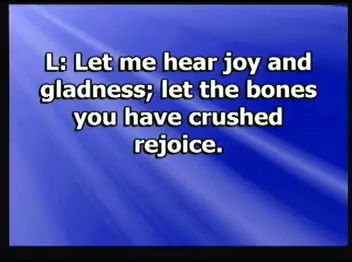 L: Let me hear joy and
gladness; let the bones
you have crushed
rejoice.